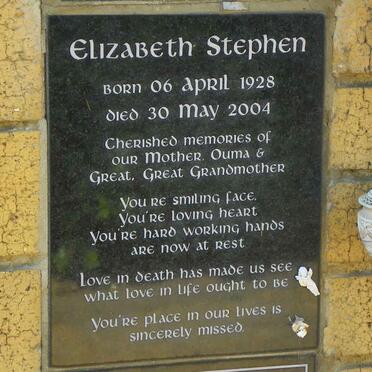 Elizabeth Stephen
Born 06 April 1928
Died 30 May 2004
Cherished memories of
our Mother, Ouma &
Great, Great Grandmother
You're smiling face,
You're loving heart
You're hard working hands
are now at rest
Love in death has made us see
what love in life ought to be
You're place in our lives is
sincerely missed.